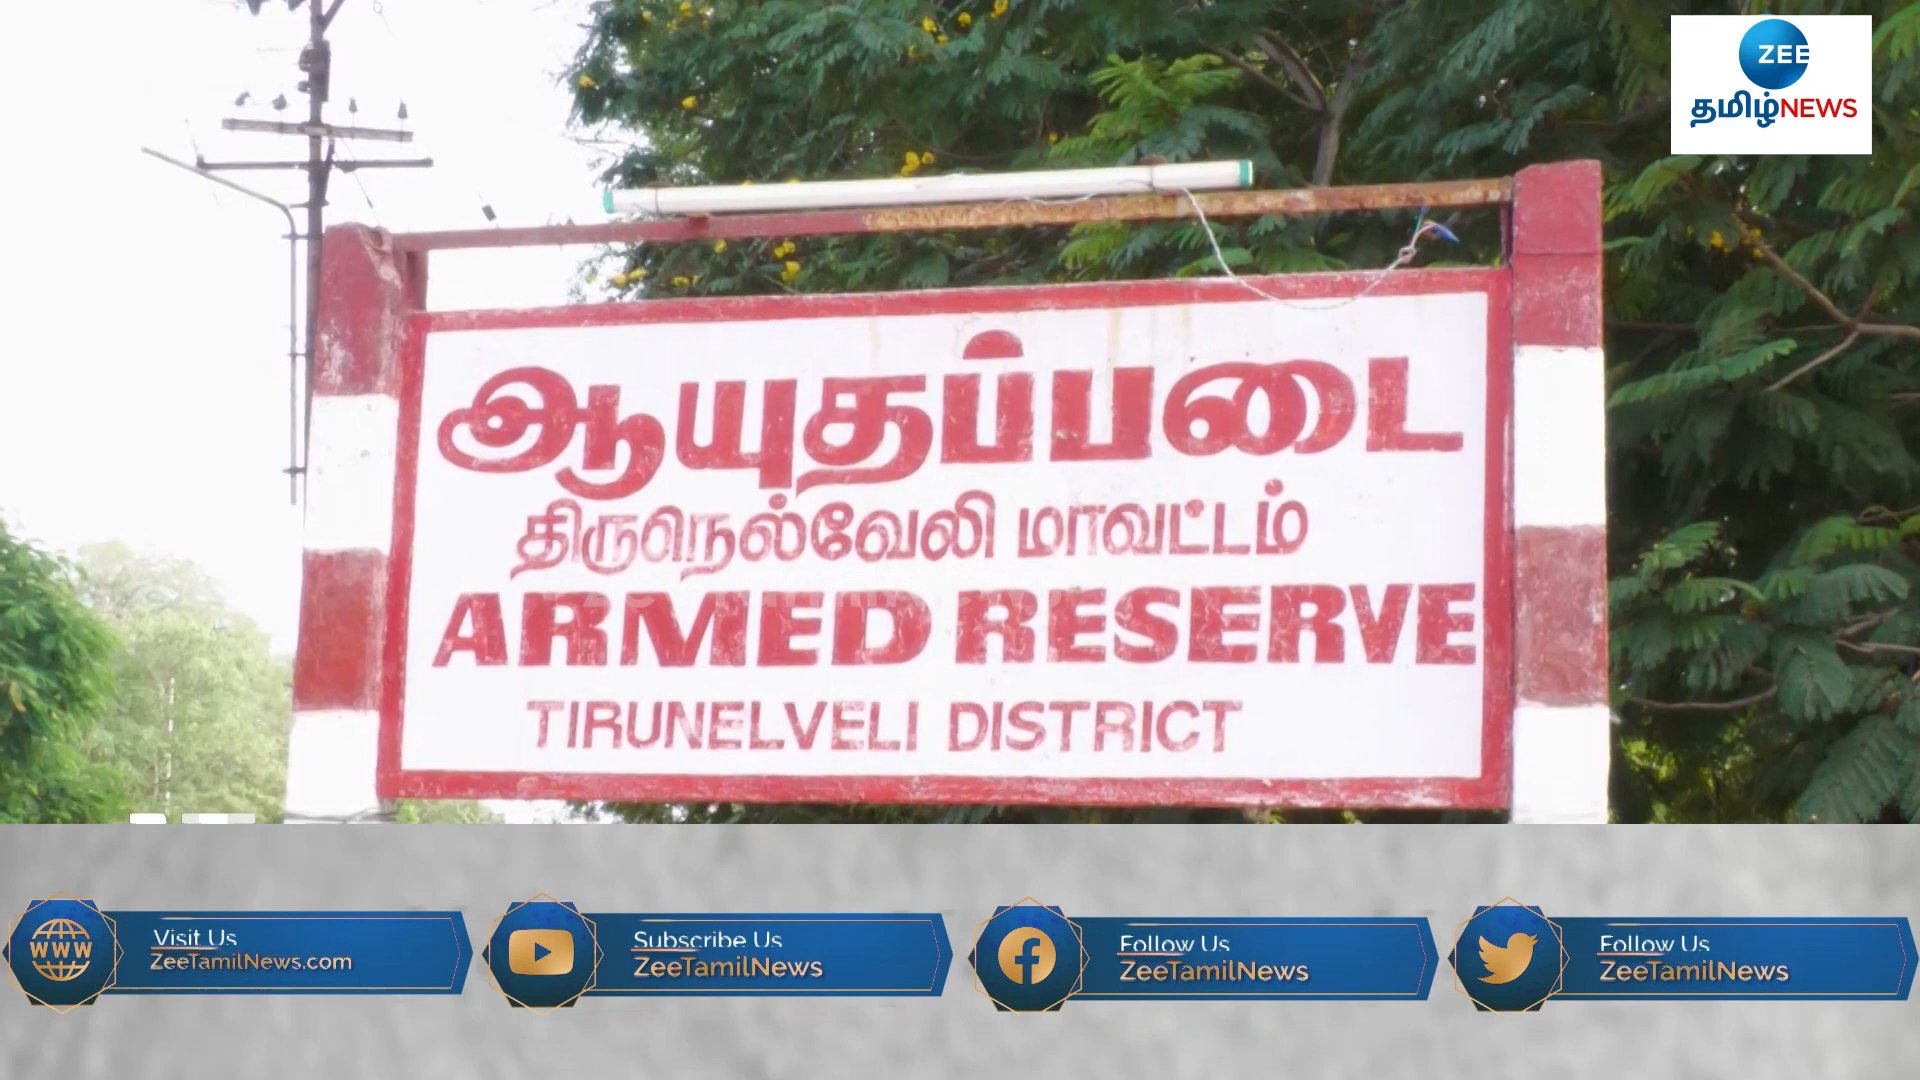 ZEE
தமிழ்NEWS
ஆயுதப்படை
திருநெல்வேலி மாவட்டம்
ARMED RESERVE
TIRUNELVELI DISTRICT
WWW
Visit Us
ZeeTamilNews.com
Subscribe Us
ZeeTamilNews
Follow Us
ZeeTamilNews
Follow Us
ZeeTamilNews